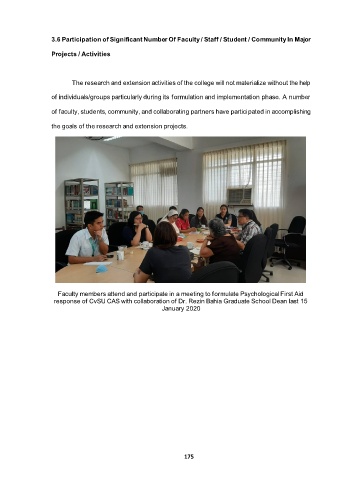 3.6 Participation of Significant Number Of Faculty / Staff / Student / Community In Major
Projects / Activities
The research and extension activities of the college will not materialize without the help
of individuals/groups particularly during its formulation and implementation phase. A number
of faculty, students, community, and collaborating partners have participated in accomplishing
the goals of the research and extension projects.
Faculty members attend and participate in a meeting to formulate Psychological First Aid
response of CvSU CAS with collaboration of Dr. Rezin Bahia Graduate School Dean last 15
January 2020
175